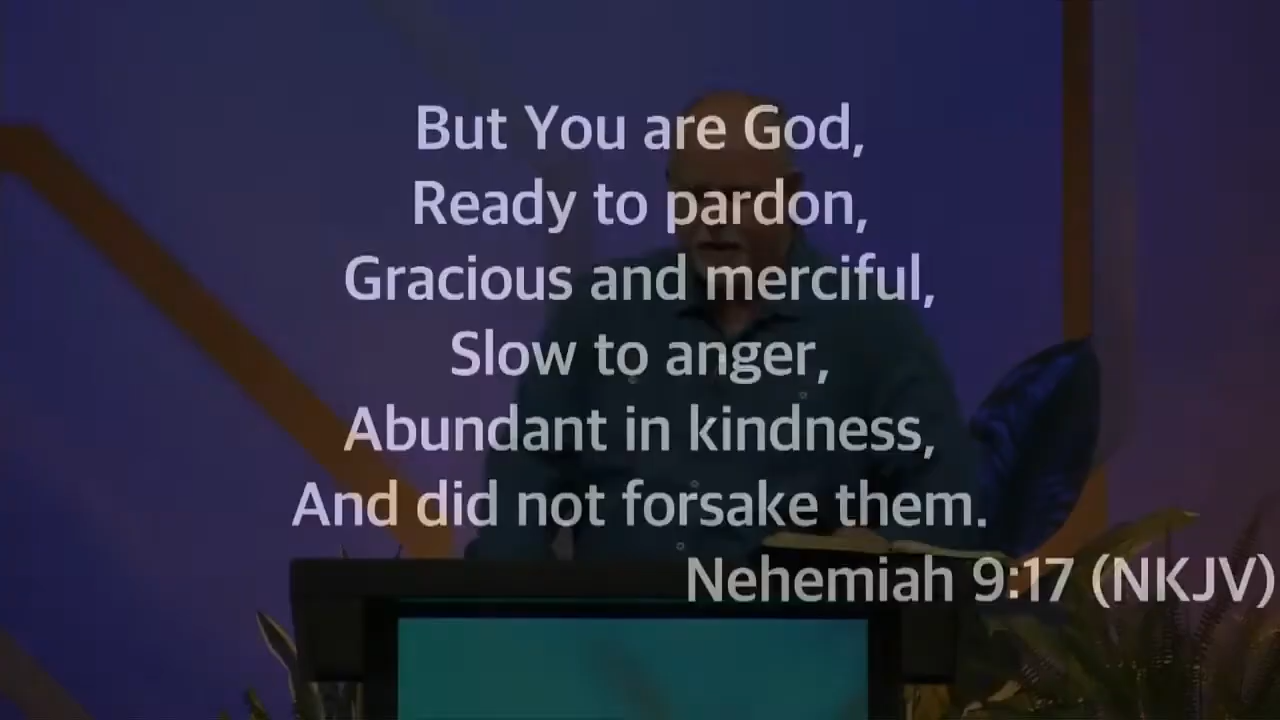 But You are God,
Ready to pardon,
Gracious and merciful,
Slow to anger,
Abundant in kindness,
And did not forsake them.
Nehemiah 9:17 (NKJV)